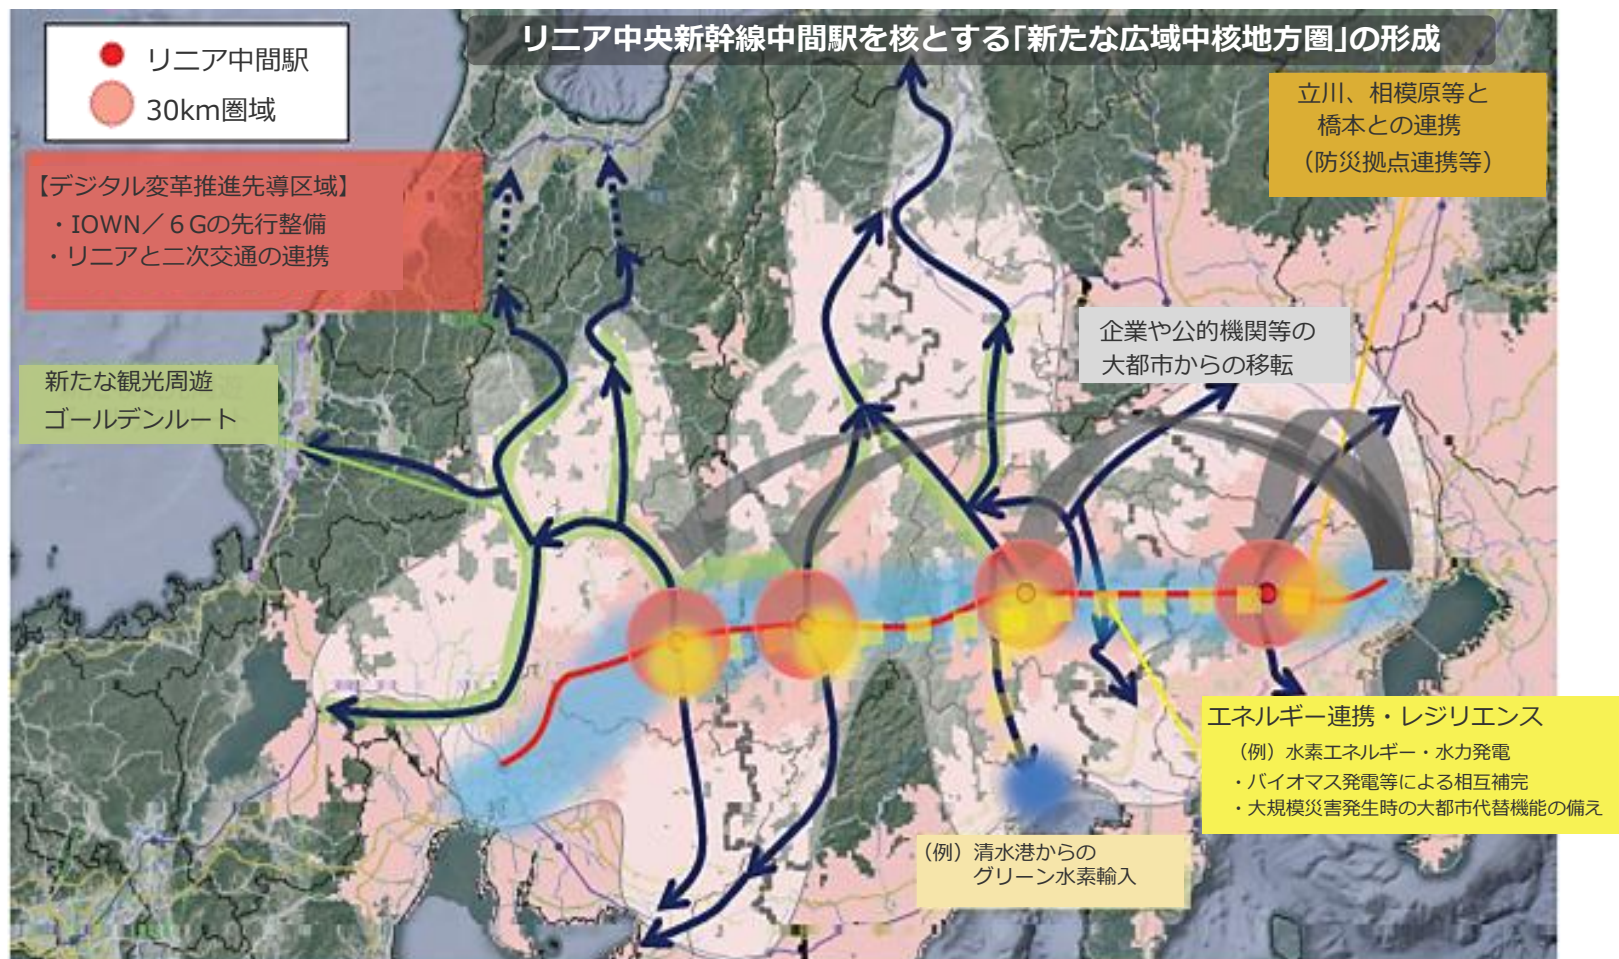 リニア中央新幹線中間駅を核とする｢新たな広域中核地方圏｣の形成
リニア中間駅
30km圏域
【デジタル変革推進先導区域】
・IOWN／６Gの先行整備
・リニアと二次交通の連携
新たな観光周遊
ゴールデンルート
立川、相模原等と
橋本との連携
（防災拠点連携等）
企業や公的機関等の
大都市からの移転
エネルギー連携・レジリエンス
（例）水素エネルギー・水力発電
・バイオマス発電等による相互補完
・大規模災害発生時の大都市代替機能の備え
（例）清水港からの
グリーン水素輸入